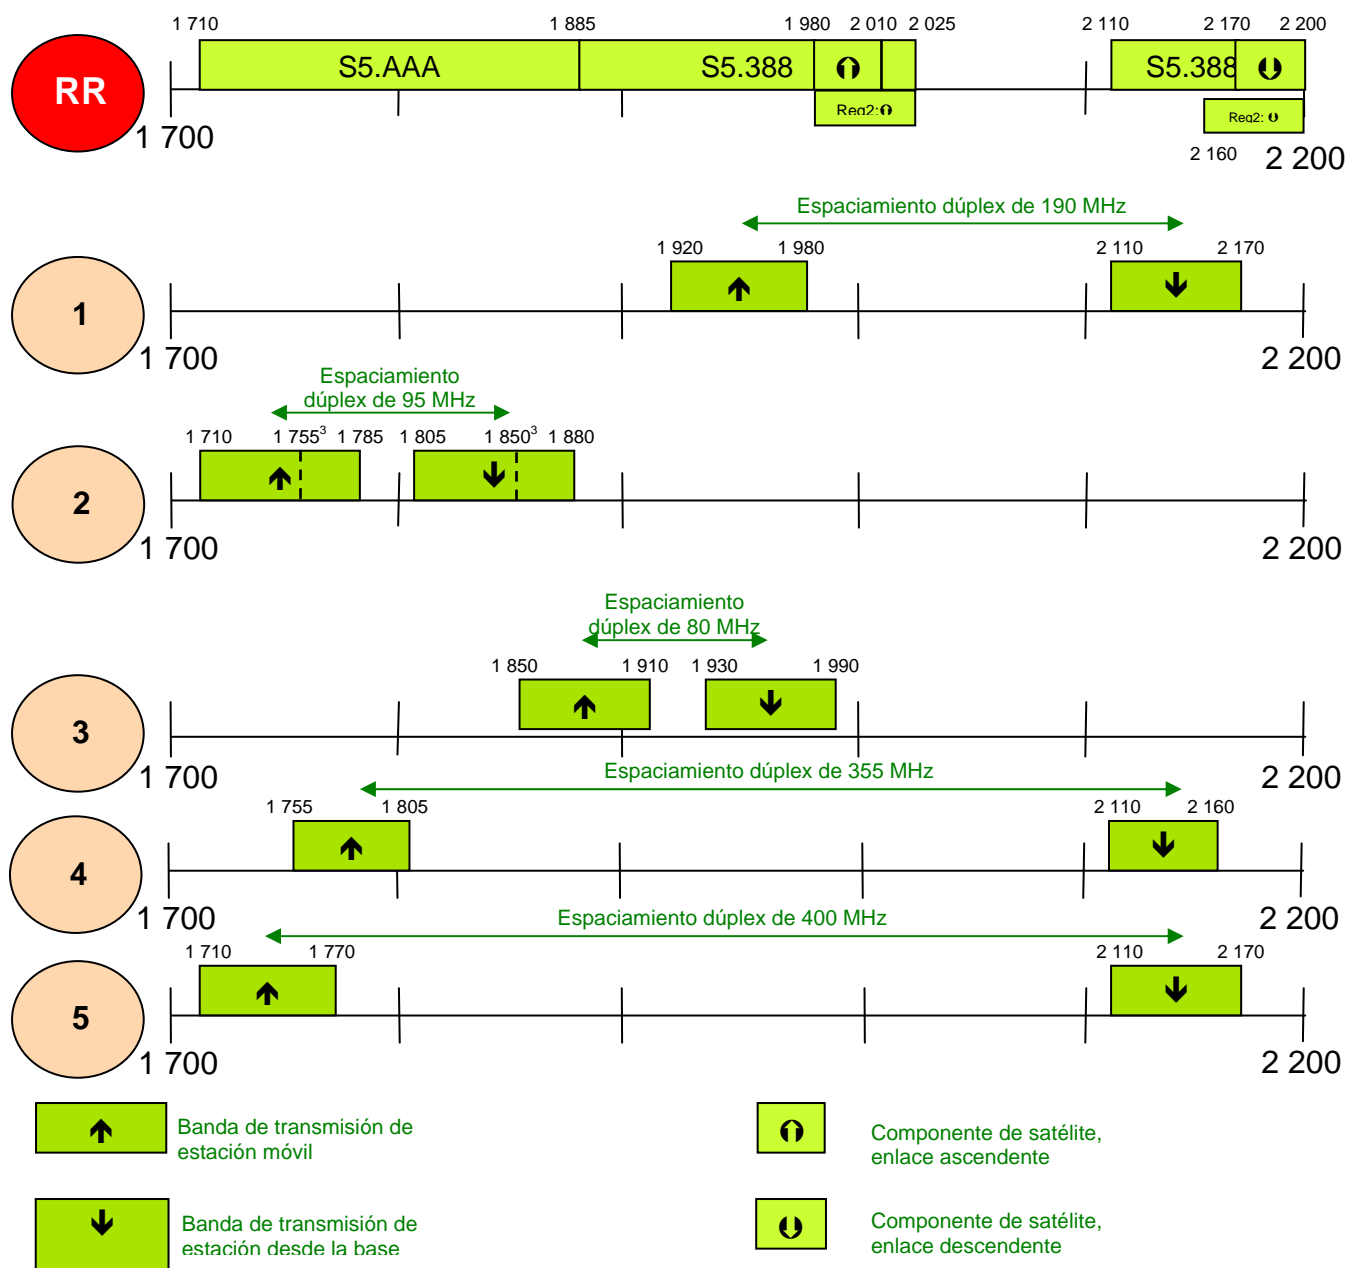 1 710 1 885 1 980 2 010 2 025 2 110 2 170 2 200
RR S5.AAA S5.388 S5.388
Reg2: Reg2:
1 700 2 160 2 200
Espaciamiento dúplex de 190 MHz
1 920 1 980 2 110 2 170
1
1 700 2 200
Espaciamiento
dúplex de 95 MHz
1 710 1 755³ 1 785 1 805 1 850³ 1 880
2
1 700 2 200
Espaciamiento
dúplex de 80 MHz
1 850 1 910 1 930 1 990
3
1 700 2 200
Espaciamiento dúplex de 355 MHz
1 755 1 805 2 110 2 160
4
1 700 2 200
Espaciamiento dúplex de 400 MHz
1 710 1 770 2 110 2 170
5
1 700 2 200
Banda de transmisión de
estación móvil
Componente de satélite,
enlace ascendente
Banda de transmisión de
estación desde la base
Componente de satélite,
enlace descendente